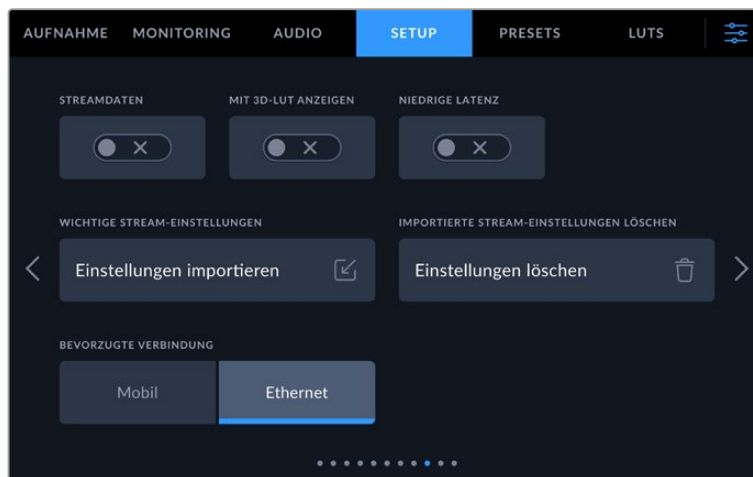 AUFNAHME MONITORING AUDIO SETUP PRESETS LUTS
STREAMDATEN MIT 3D-LUT ANZEIGEN NIEDRIGE LATENZ
WICHTIGE STREAM-EINSTELLUNGEN IMPORTIERTE STREAM-EINSTELLUNGEN LÖSCHEN
Einstellungen importieren Einstellungen löschen
BEVORZUGTE VERBINDUNG
Mobil Ethernet